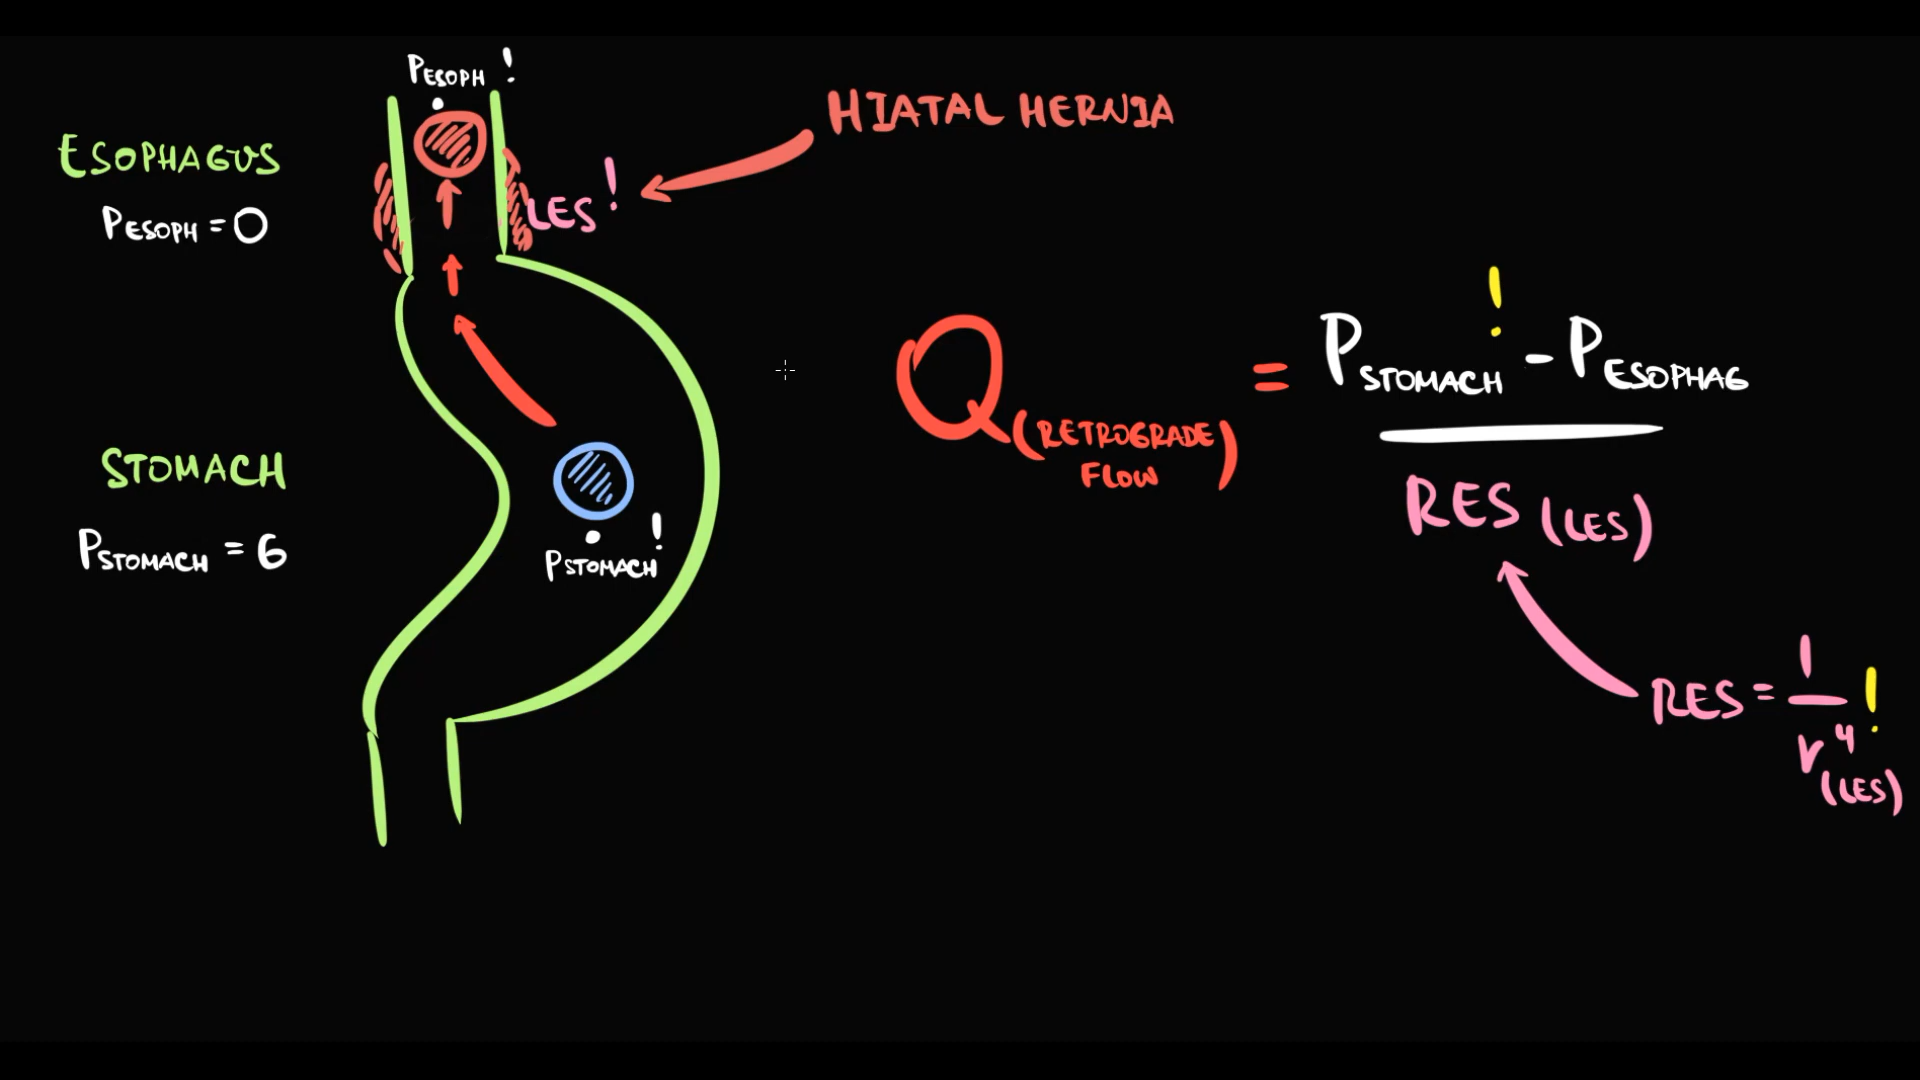 PESOPH !
HIATAL HERNIA
ESOPHAGUS
PESOPH = 0
LES !
!
Q (RETROGRADE FLOW) = PSTOMACH - PESOPHAG
RES (LES)
STOMACH
PSTOMACH = 6
!
PSTOMACH
RES = 1 !
r4 (LES)